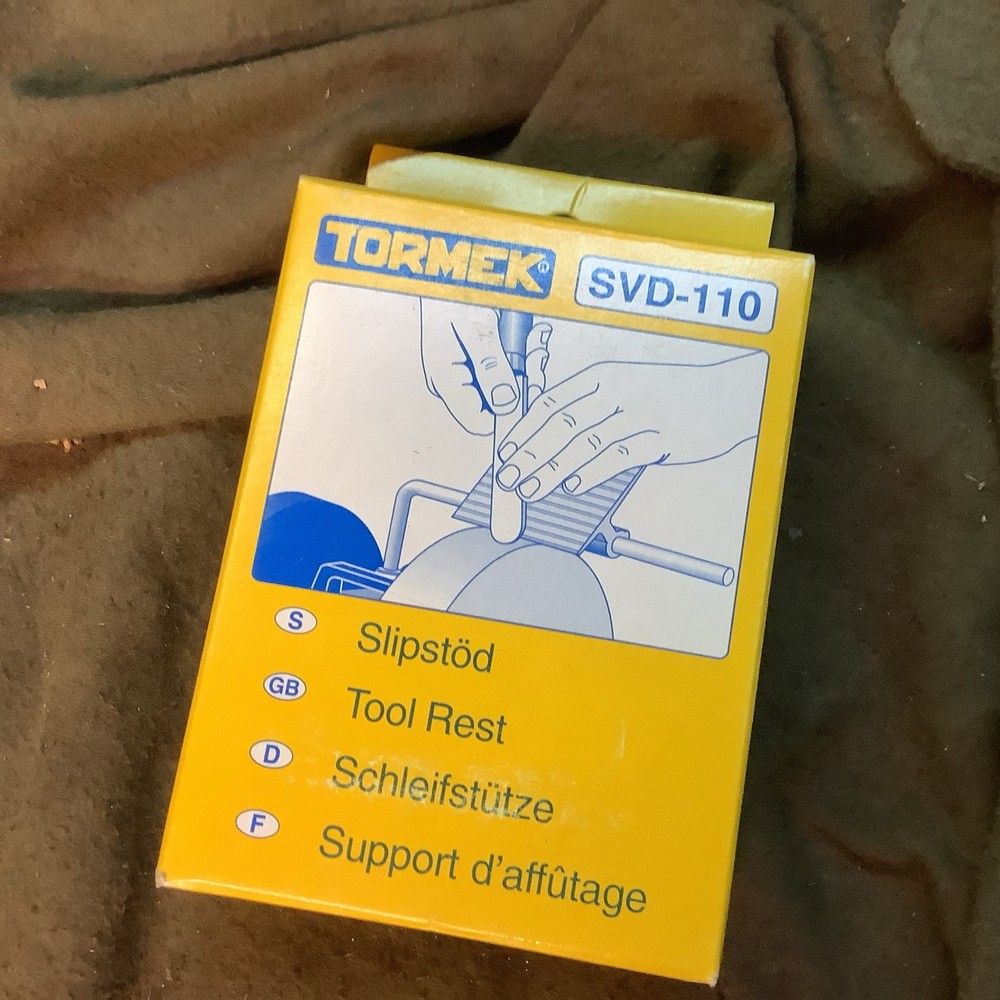 TORMEK®
SVD-110
S Slipstöd
GB Tool Rest
D Schleifstütze
F Support d'affûtage